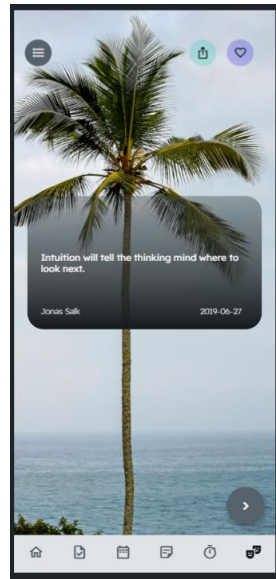 Intuition will tell the thinking mind where to
look next.
Jonas Salk
2019-06-27